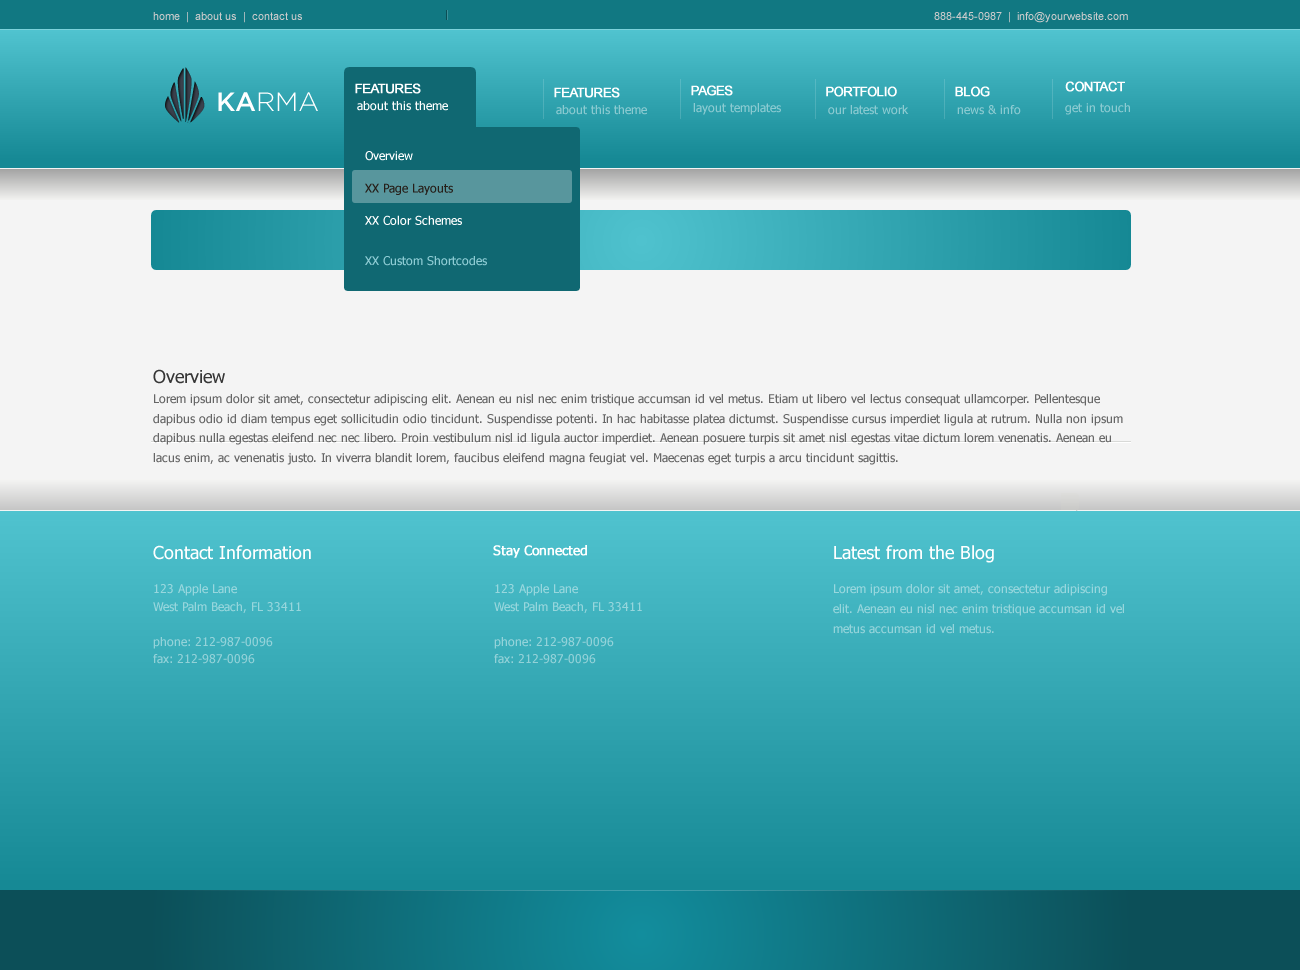 home | about us | contact us
888-445-0987 | info@yourwebsite.com
KARMA
FEATURES
about this theme
FEATURES
about this theme
PAGES
layout templates
PORTFOLIO
our latest work
BLOG
news & info
CONTACT
get in touch
Overview
XX Page Layouts
XX Color Schemes
XX Custom Shortcodes
Overview
Lorem ipsum dolor sit amet, consectetur adipiscing elit. Aenean eu nisl nec enim tristique accumsan id vel metus. Etiam ut libero vel lectus consequat ullamcorper. Pellentesque
dapibus odio id diam tempus eget sollicitudin odio tincidunt. Suspendisse potenti. In hac habitasse platea dictumst. Suspendisse cursus imperdiet ligula at rutrum. Nulla non ipsum
dapibus nulla egestas eleifend nec nec libero. Proin vestibulum nisl id ligula auctor imperdiet. Aenean posuere turpis sit amet nisl egestas vitae dictum lorem venenatis. Aenean eu
lacus enim, ac venenatis justo. In viverra blandit lorem, faucibus eleifend magna feugiat vel. Maecenas eget turpis a arcu tincidunt sagittis.
Contact Information
123 Apple Lane
West Palm Beach, FL 33411
phone: 212-987-0096
fax: 212-987-0096
Stay Connected
123 Apple Lane
West Palm Beach, FL 33411
phone: 212-987-0096
fax: 212-987-0096
Latest from the Blog
Lorem ipsum dolor sit amet, consectetur adipiscing
elit. Aenean eu nisl nec enim tristique accumsan id vel
metus accumsan id vel metus.